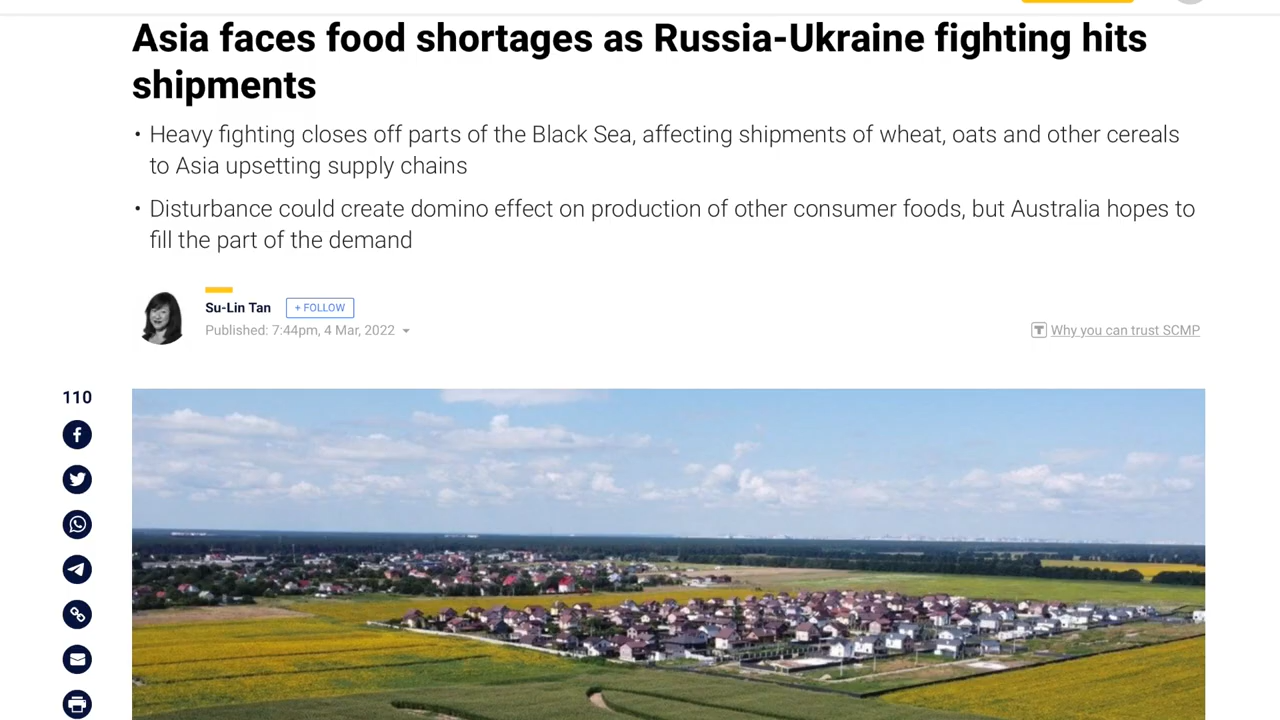 Asia faces food shortages as Russia-Ukraine fighting hits
shipments
• Heavy fighting closes off parts of the Black Sea, affecting shipments of wheat, oats and other cereals
to Asia upsetting supply chains
• Disturbance could create domino effect on production of other consumer foods, but Australia hopes to
fill the part of the demand
Su-Lin Tan
+ FOLLOW
Published: 7:44pm, 4 Mar, 2022
Why you can trust SCMP
110